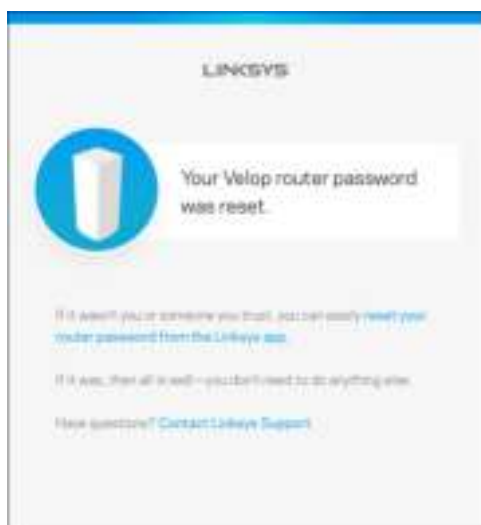 LINKSYS
Your Velop router password
was reset.
If it wasn't you or someone you trust, you can easily reset your
router password from the Linksys app.
If it was, then all is well – you don't need to do anything else.
Have questions? Contact Linksys Support